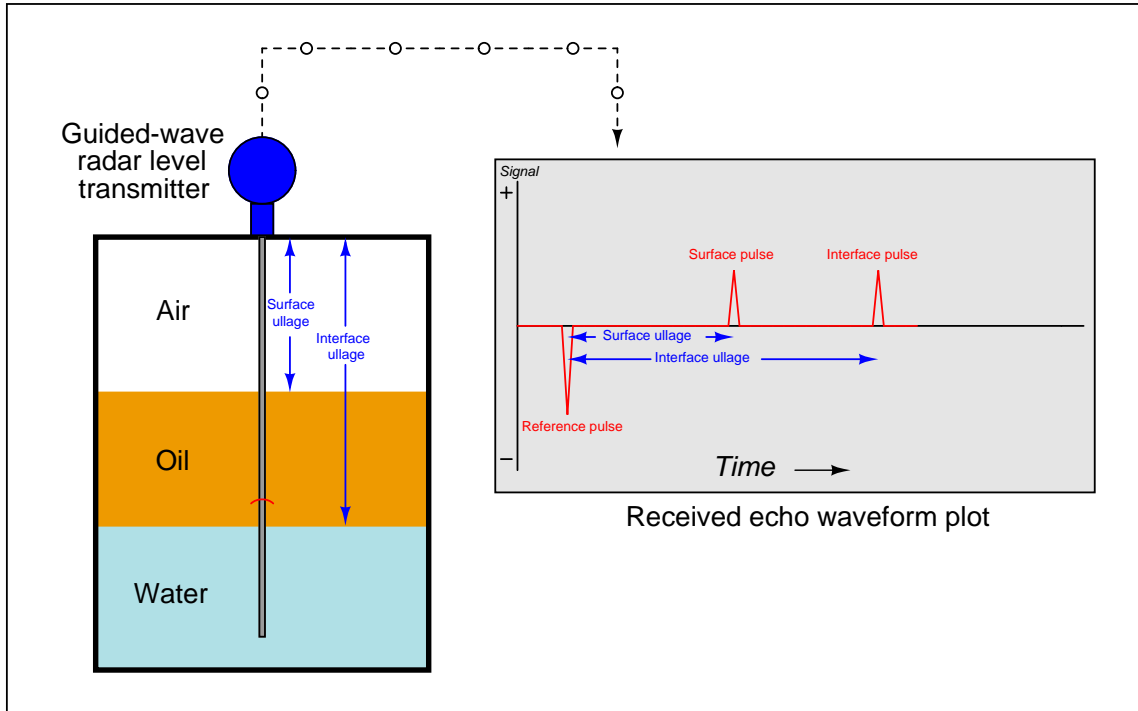 Guided-wave
radar level
transmitter
Air
Surface
ullage
Interface
ullage
Oil
Water
Signal
+
Surface pulse
Interface pulse
Surface ullage
Interface ullage
Reference pulse
−
Time
Received echo waveform plot